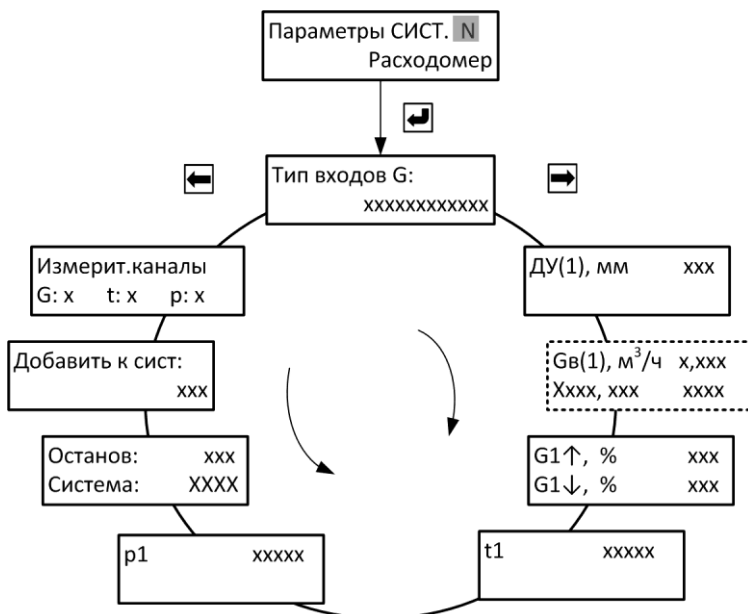 Параметры СИСТ. N
Расходомер
Тип входов G:
xxxxxxxxxxxx
Измерит.каналы
G: x t: x p: x
ДУ(1), мм xxx
Добавить к сист:
xxx
Gв(1), м³/ч x,xxx
Xxxx, xxx xxxx
Останов: xxx
Система: XXXX
G1↑, % xxx
G1↓, % xxx
p1 xxxxx
t1 xxxxx